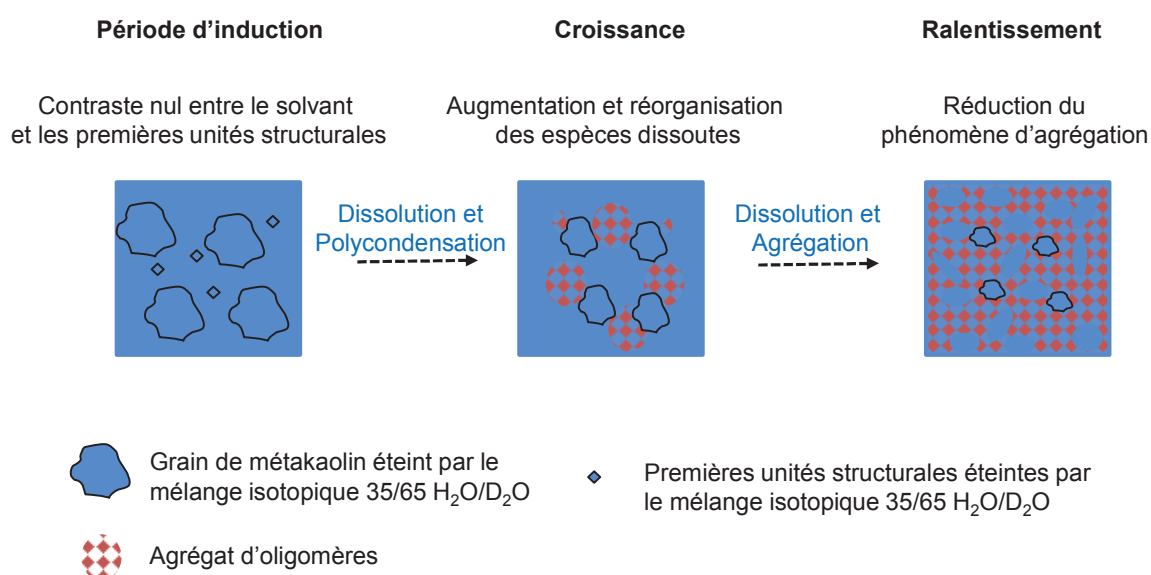 Période d'induction
Croissance
Ralentissement
Contraste nul entre le solvant
et les premières unités structurales
Augmentation et réorganisation
des espèces dissoutes
Réduction du
phénomène d'agrégation
Dissolution et
Polycondensation
Dissolution et
Agrégation
Grain de métakaolin éteint par le
mélange isotopique 35/65 H₂O/D₂O
Premières unités structurales éteintes par
le mélange isotopique 35/65 H₂O/D₂O
Agrégat d'oligomères